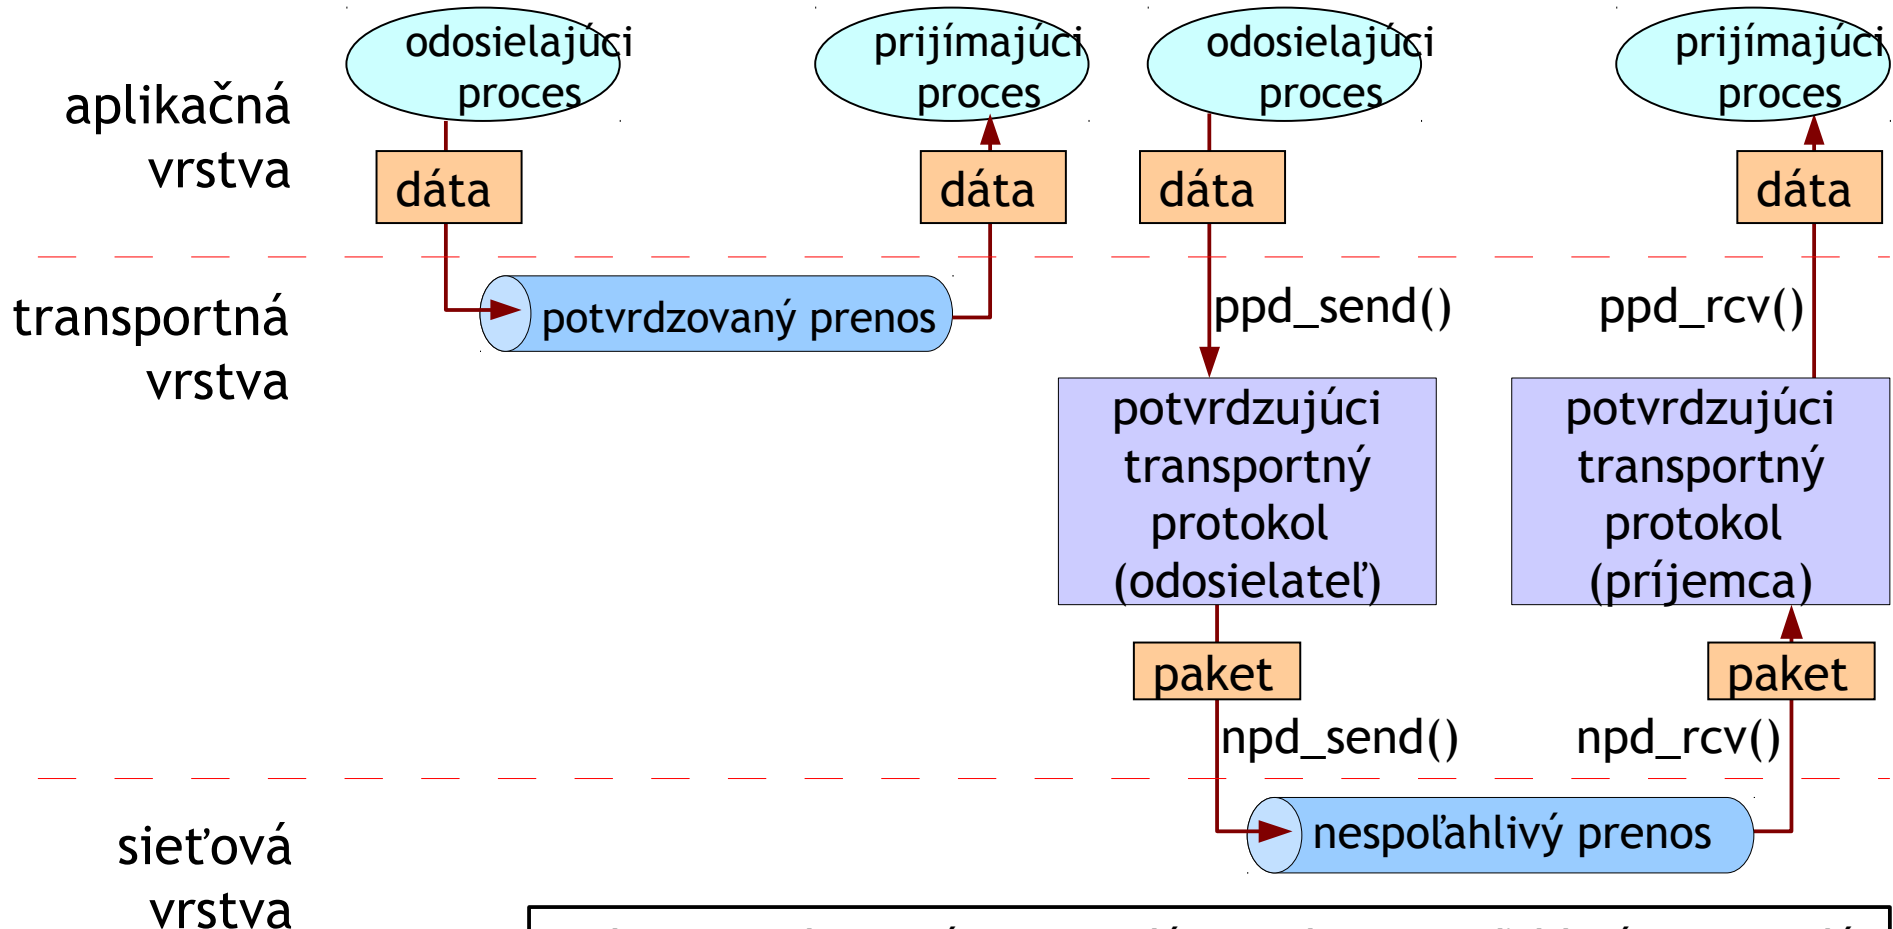 odosielajúci
proces
prijímajúci
proces
odosielajúci
proces
prijímajúci
proces
aplikačná
vrstva
dáta
dáta
dáta
dáta
transportná
vrstva
potvrdzovaný prenos
ppd_send()
ppd_rcv()
potvrdzujúci
transportný
protokol
(odosielateľ)
potvrdzujúci
transportný
protokol
(príjemca)
paket
paket
npd_send()
npd_rcv()
sieťová
vrstva
nespoľahlivý prenos